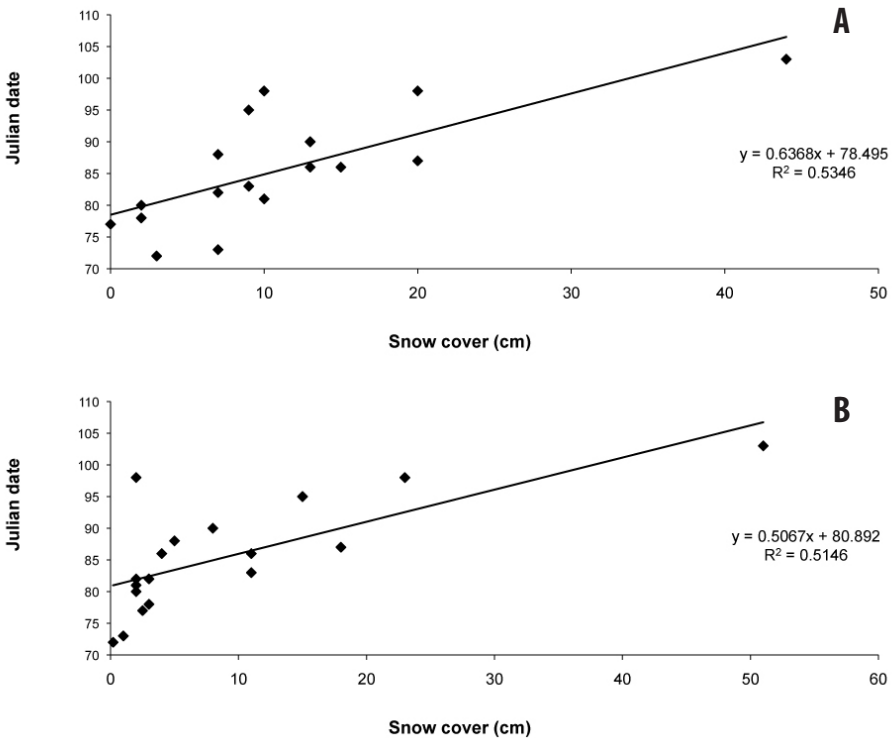 A
110
105
100
95
90
85
80
75
70
Julian date
y = 0.6368x + 78.495
R² = 0.5346
0 10 20 30 40 50
Snow cover (cm)
B
110
105
100
95
90
85
80
75
70
Julian date
y = 0.5067x + 80.892
R² = 0.5146
0 10 20 30 40 50 60
Snow cover (cm)